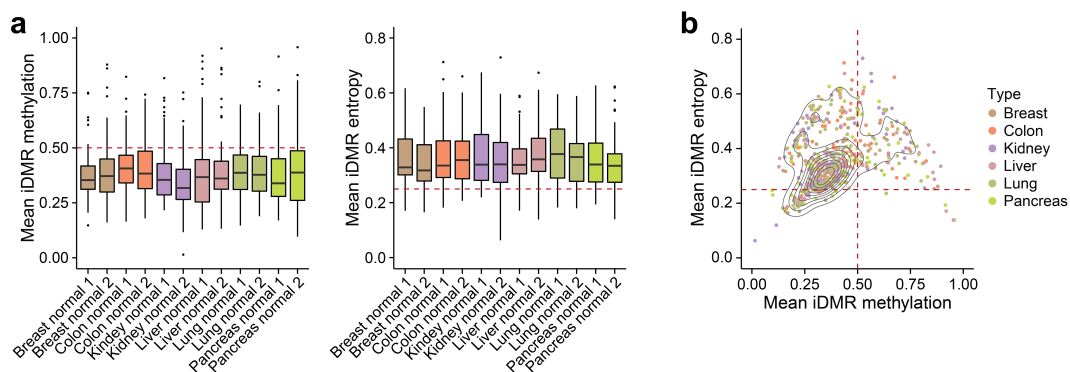 a
Mean iDMR methylation
1.00
0.75
0.50
0.25
0.00
Breast normal 1
Breast normal 2
Colon normal 1
Colon normal 2
Kindey normal 1
Kidney normal 2
Liver normal 1
Liver normal 2
Lung normal 1
Lung normal 2
Pancreas normal 1
Pancreas normal 2
Mean iDMR entropy
0.8
0.6
0.4
0.2
0.0
Breast normal 1
Breast normal 2
Colon normal 1
Colon normal 2
Kindey normal 1
Kidney normal 2
Liver normal 1
Liver normal 2
Lung normal 1
Lung normal 2
Pancreas normal 1
Pancreas normal 2
b
Mean iDMR entropy
0.8
0.6
0.4
0.2
0.0
0.00
0.25
0.50
0.75
1.00
Mean iDMR methylation
Type
Breast
Colon
Kidney
Liver
Lung
Pancreas